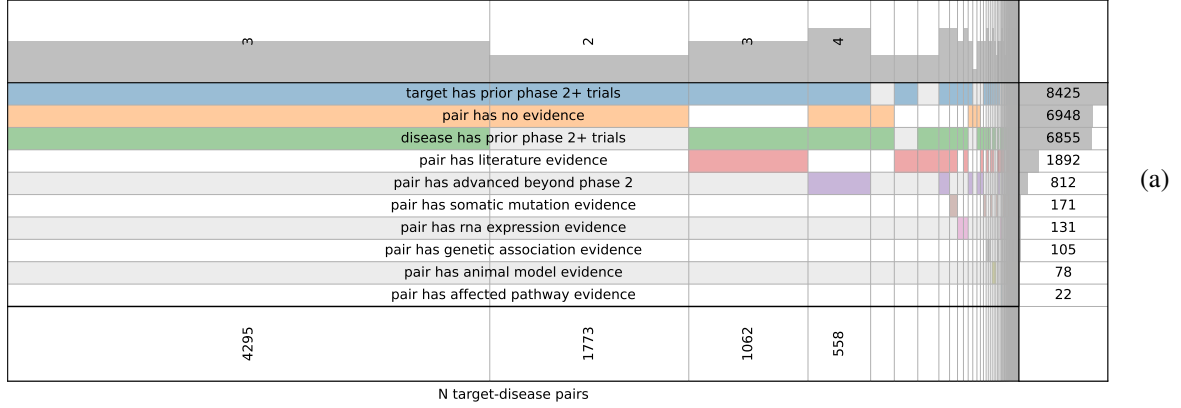 3 2 3 4
target has prior phase 2+ trials 8425
pair has no evidence 6948
disease has prior phase 2+ trials 6855
pair has literature evidence 1892
pair has advanced beyond phase 2 812
pair has somatic mutation evidence 171
pair has rna expression evidence 131
pair has genetic association evidence 105
pair has animal model evidence 78
pair has affected pathway evidence 22
4295 1773 1062 558
N target-disease pairs
(a)